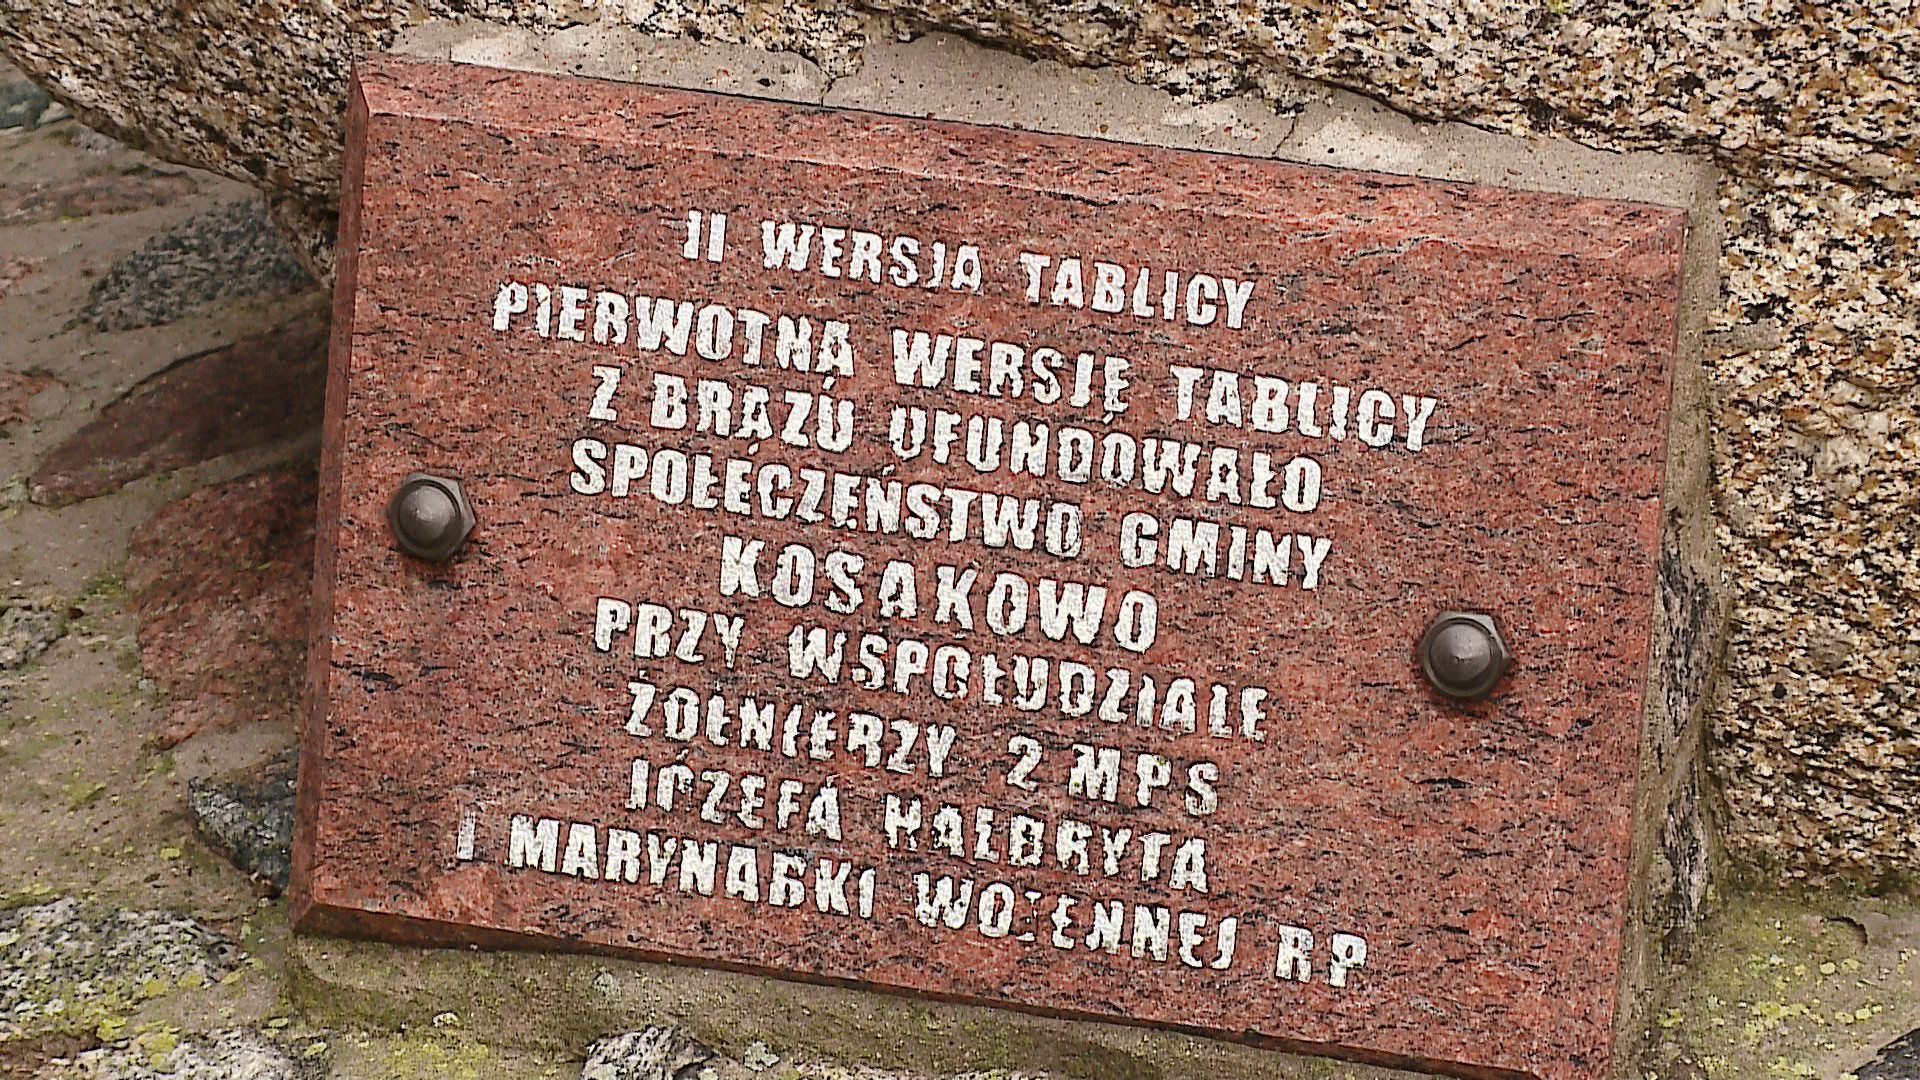 II WERSJA TABLICY
PIERWOTNĄ WERSJĘ TABLICY
Z BRĄZU UFUNDOWAŁO
SPOŁECZEŃSTWO GMINY
KOSAKOWO
PRZY WSPÓŁUDZIALE
ŻOŁNIERZY 2 MPS
JÓZEFA HALBRYTA
I MARYNARKI WOJENNEJ RP